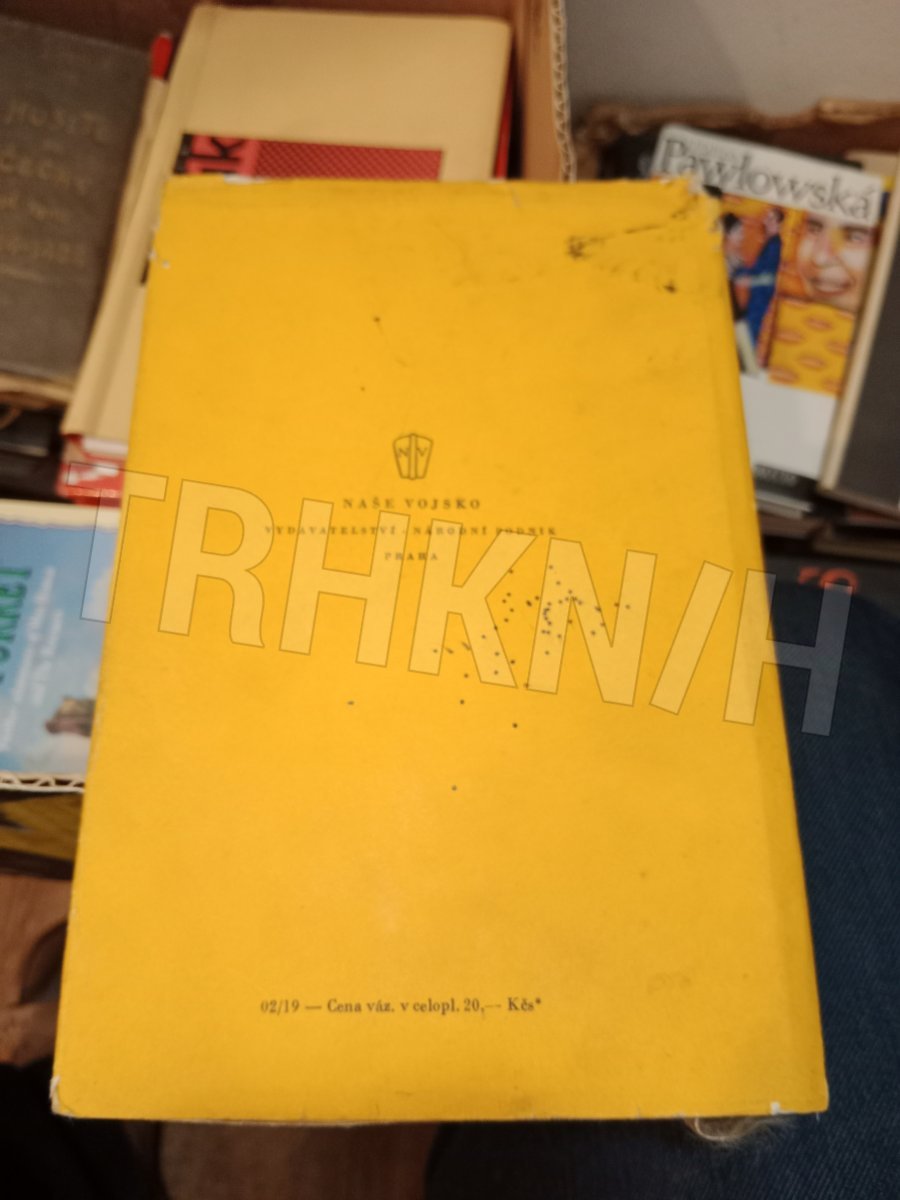 Pawlowská
N V
NAŠE VOJSKO
VYDAVATELSTVÍ · NÁRODNÍ PODNIK
PRAHA
TRHKNIH
02/19 — Cena váz. v celopl. 20,— Kčs*